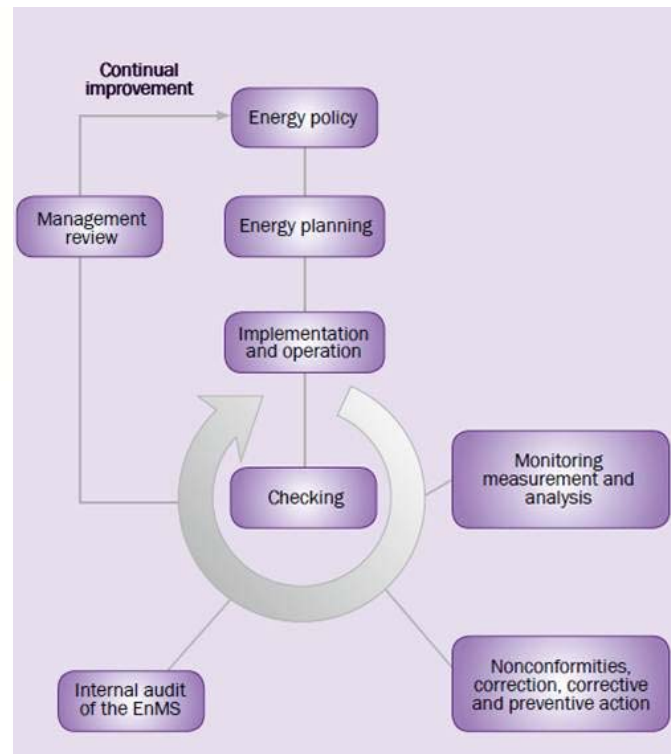 Continual
improvement
Energy policy
Management
review
Energy planning
Implementation
and operation
Checking
Monitoring
measurement and
analysis
Internal audit
of the EnMS
Nonconformities,
correction, corrective
and preventive action